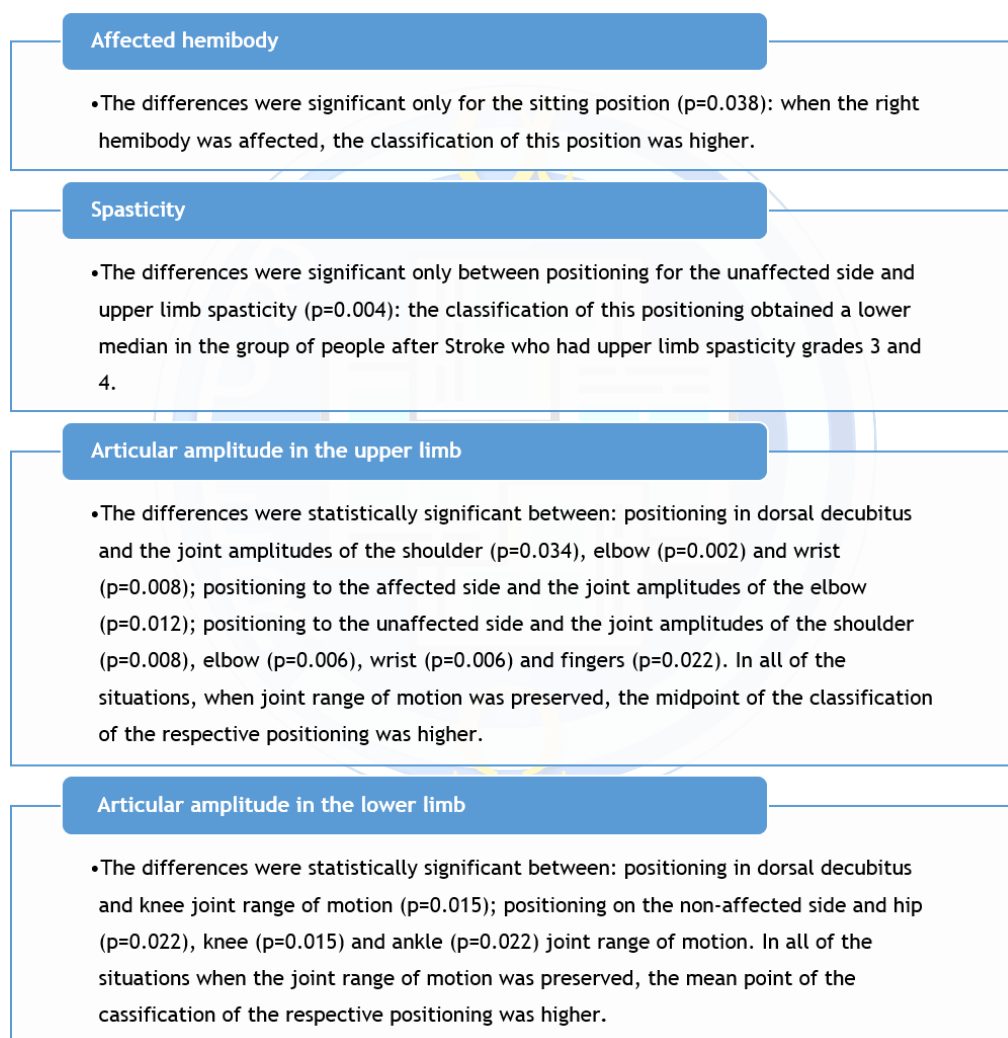 Affected hemibody
•The differences were significant only for the sitting position (p=0.038): when the right
hemibody was affected, the classification of this position was higher.
Spasticity
•The differences were significant only between positioning for the unaffected side and
upper limb spasticity (p=0.004): the classification of this positioning obtained a lower
median in the group of people after Stroke who had upper limb spasticity grades 3 and
4.
Articular amplitude in the upper limb
•The differences were statistically significant between: positioning in dorsal decubitus
and the joint amplitudes of the shoulder (p=0.034), elbow (p=0.002) and wrist
(p=0.008); positioning to the affected side and the joint amplitudes of the elbow
(p=0.012); positioning to the unaffected side and the joint amplitudes of the shoulder
(p=0.008), elbow (p=0.006), wrist (p=0.006) and fingers (p=0.022). In all of the
situations, when joint range of motion was preserved, the midpoint of the classification
of the respective positioning was higher.
Articular amplitude in the lower limb
•The differences were statistically significant between: positioning in dorsal decubitus
and knee joint range of motion (p=0.015); positioning on the non-affected side and hip
(p=0.022), knee (p=0.015) and ankle (p=0.022) joint range of motion. In all of the
situations when the joint range of motion was preserved, the mean point of the
cassification of the respective positioning was higher.